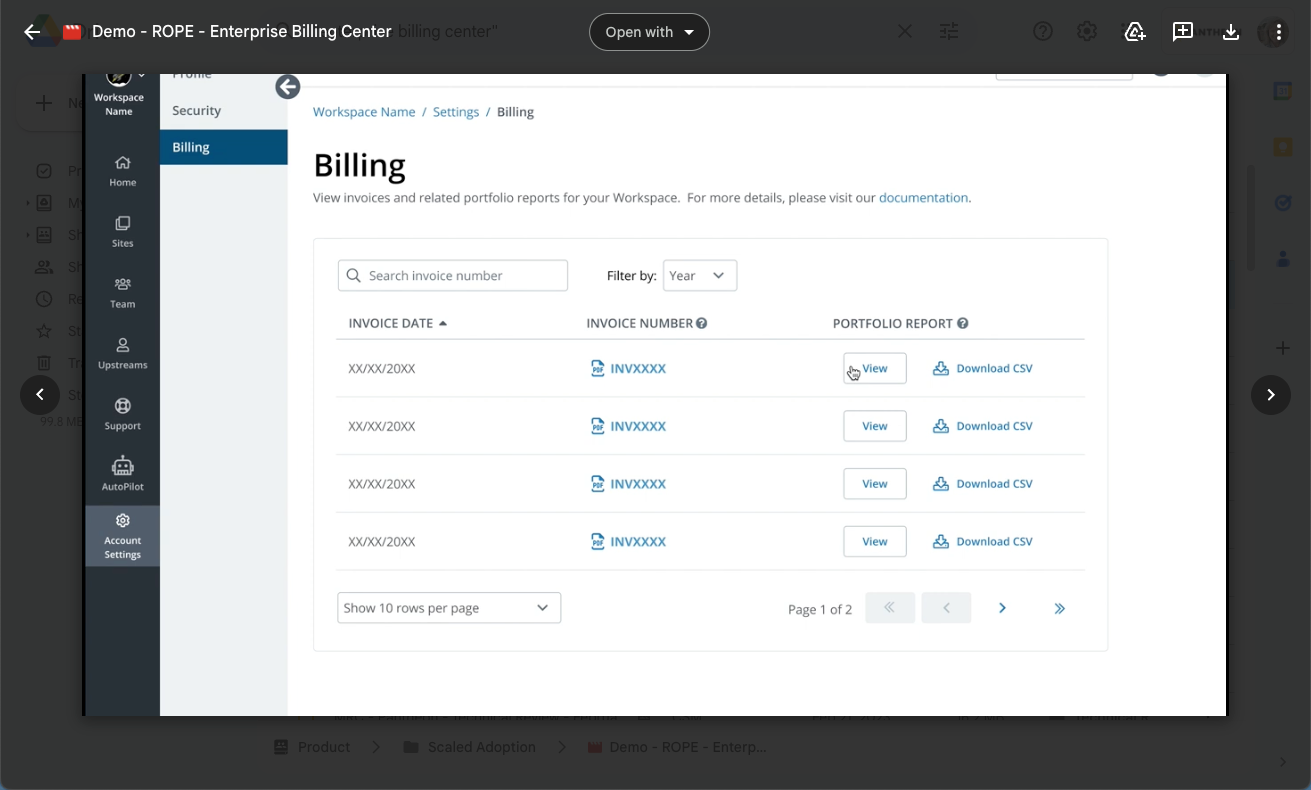 Demo - ROPE - Enterprise Billing Center
billing center"
Open with
Profile
Workspace Name
Security
Billing
Home
Sites
Team
Upstreams
Support
AutoPilot
Account Settings
Workspace Name / Settings / Billing
Billing
View invoices and related portfolio reports for your Workspace. For more details, please visit our documentation.
Search invoice number
Filter by: Year
INVOICE DATE INVOICE NUMBER PORTFOLIO REPORT
XX/XX/20XX INVXXXX View Download CSV
XX/XX/20XX INVXXXX View Download CSV
XX/XX/20XX INVXXXX View Download CSV
XX/XX/20XX INVXXXX View Download CSV
Show 10 rows per page
Page 1 of 2
99.8 MB
Product > Scaled Adoption > Demo - ROPE - Enterp...